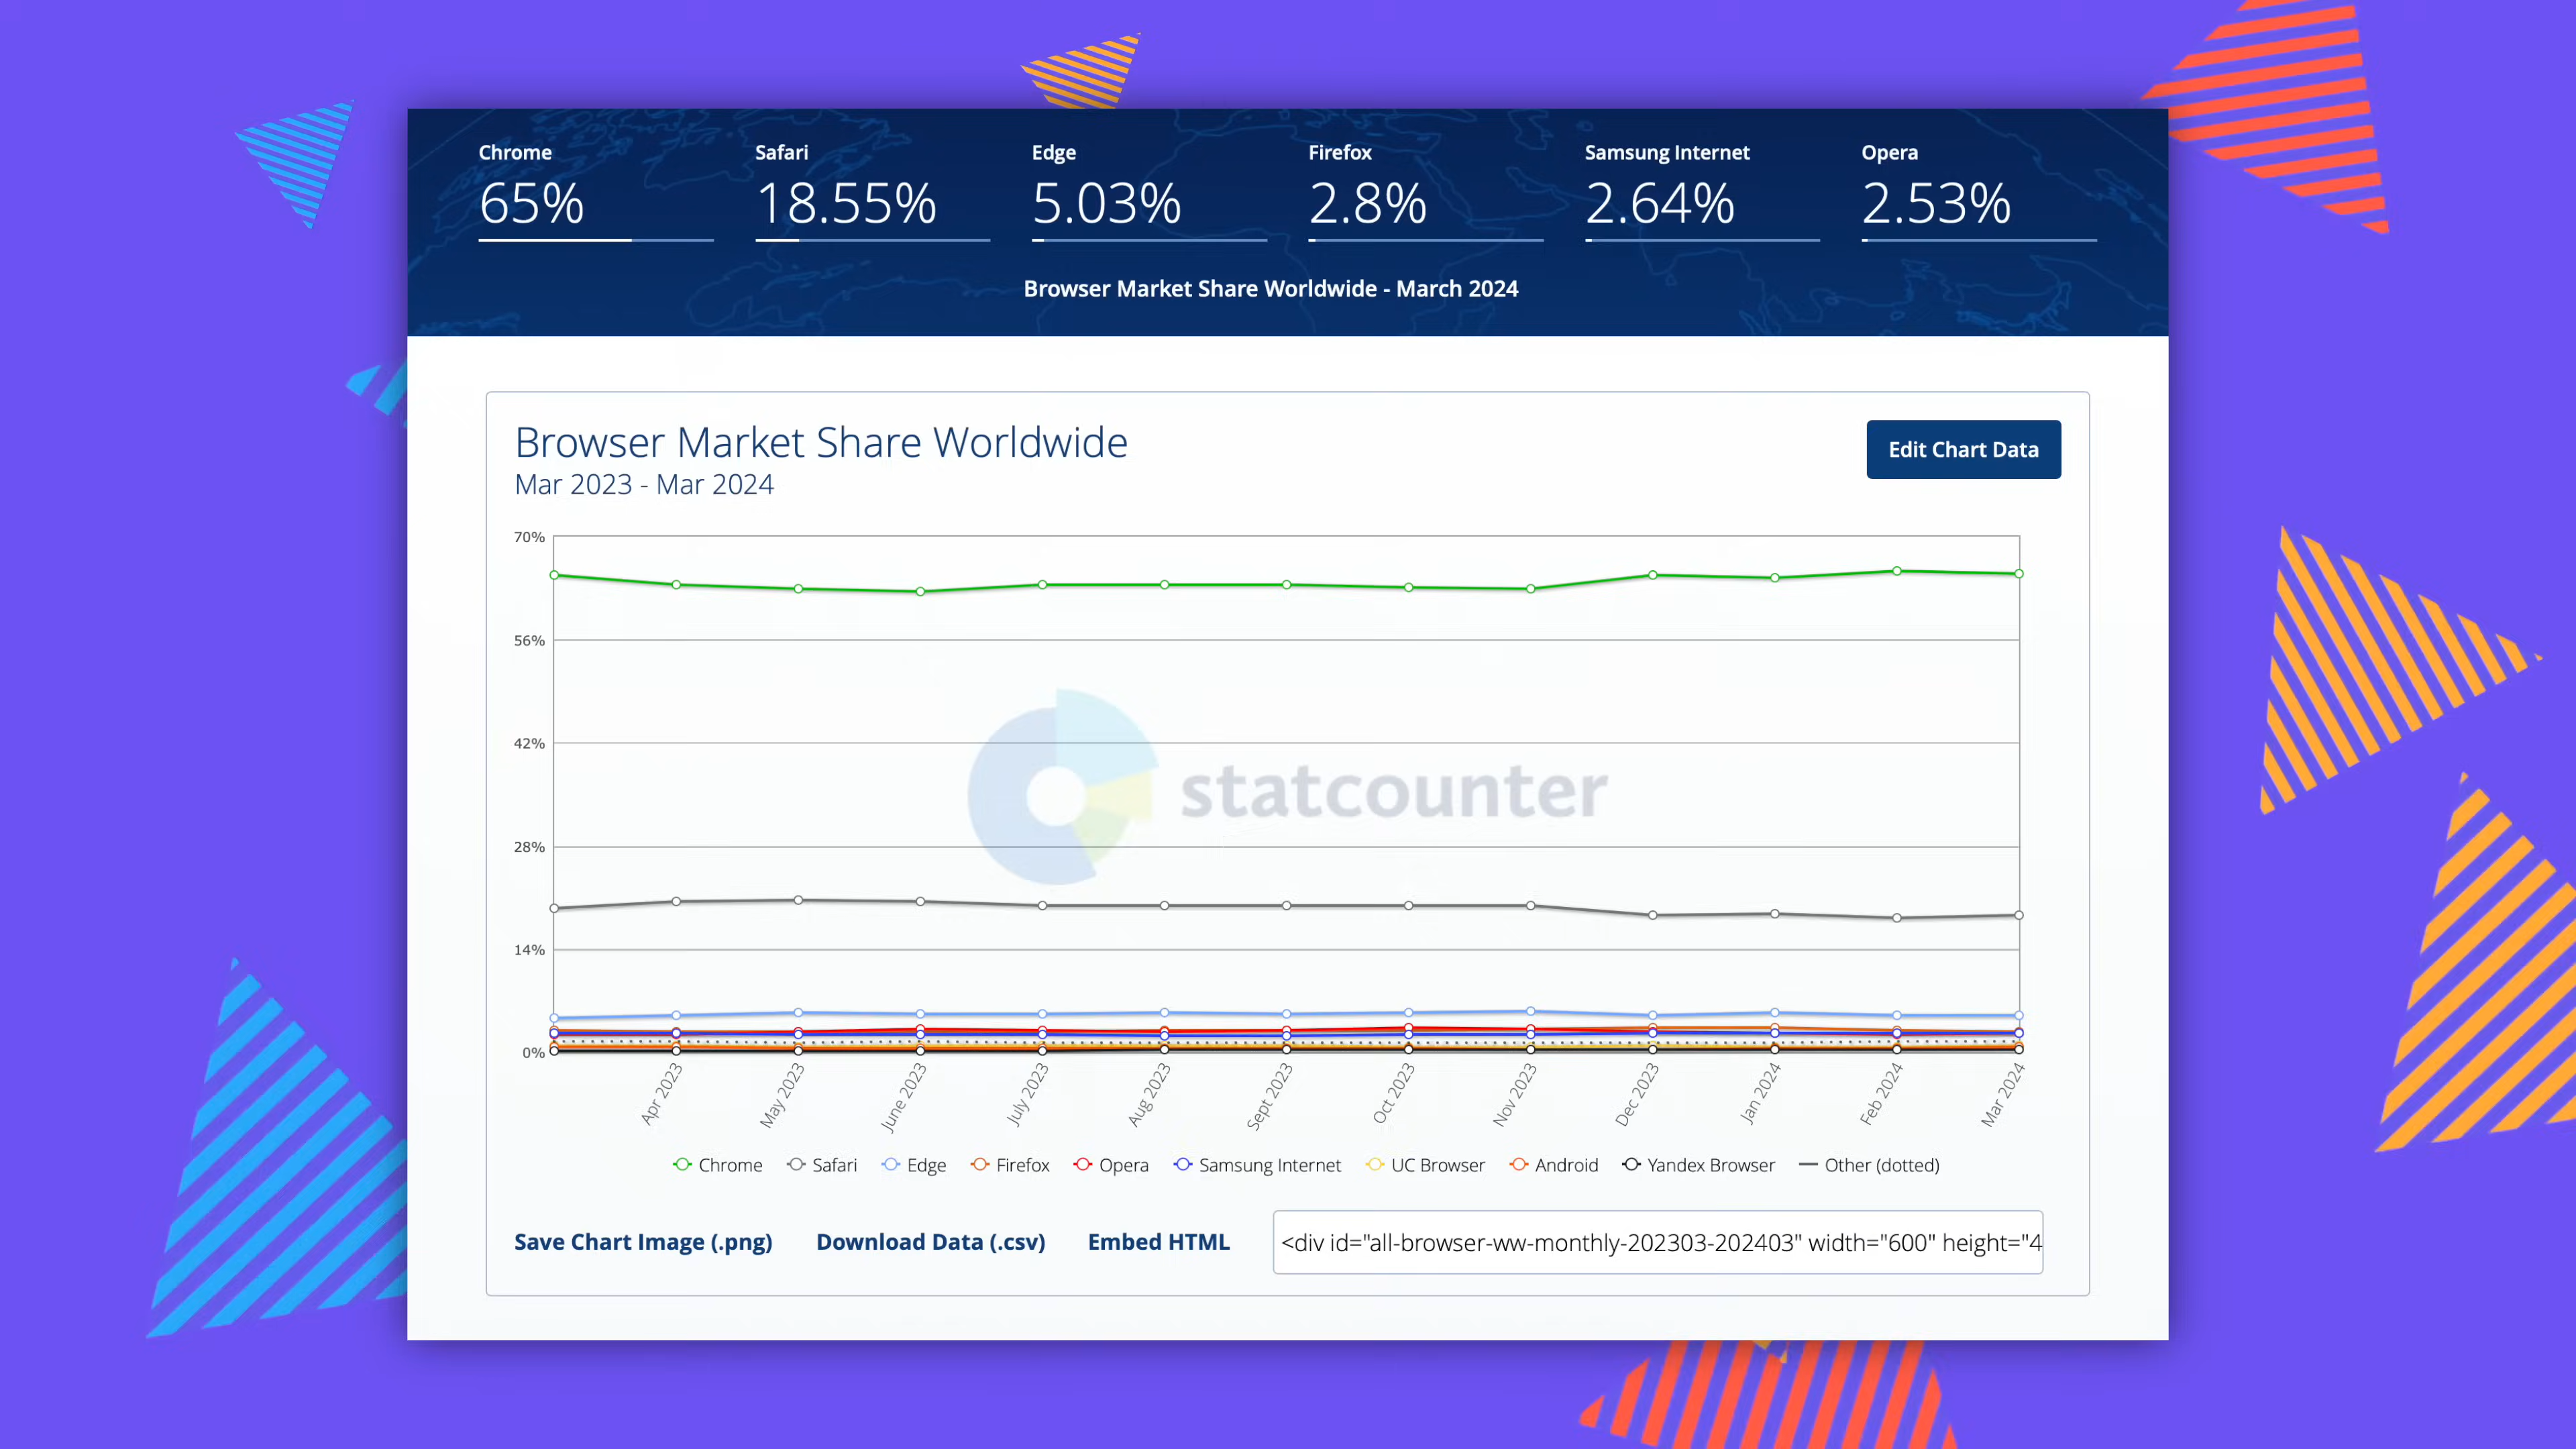 Chrome Safari Edge Firefox Samsung Internet Opera
65% 18.55% 5.03% 2.8% 2.64% 2.53%
Browser Market Share Worldwide - March 2024
Browser Market Share Worldwide
Mar 2023 - Mar 2024
Edit Chart Data
70%
56%
42%
28%
14%
0%
statcounter
Apr 2023 May 2023 June 2023 July 2023 Aug 2023 Sept 2023 Oct 2023 Nov 2023 Dec 2023 Jan 2024 Feb 2024 Mar 2024
Chrome Safari Edge Firefox Opera Samsung Internet UC Browser Android Yandex Browser Other (dotted)
Save Chart Image (.png) Download Data (.csv) Embed HTML <div id="all-browser-ww-monthly-202303-202403" width="600" height="4